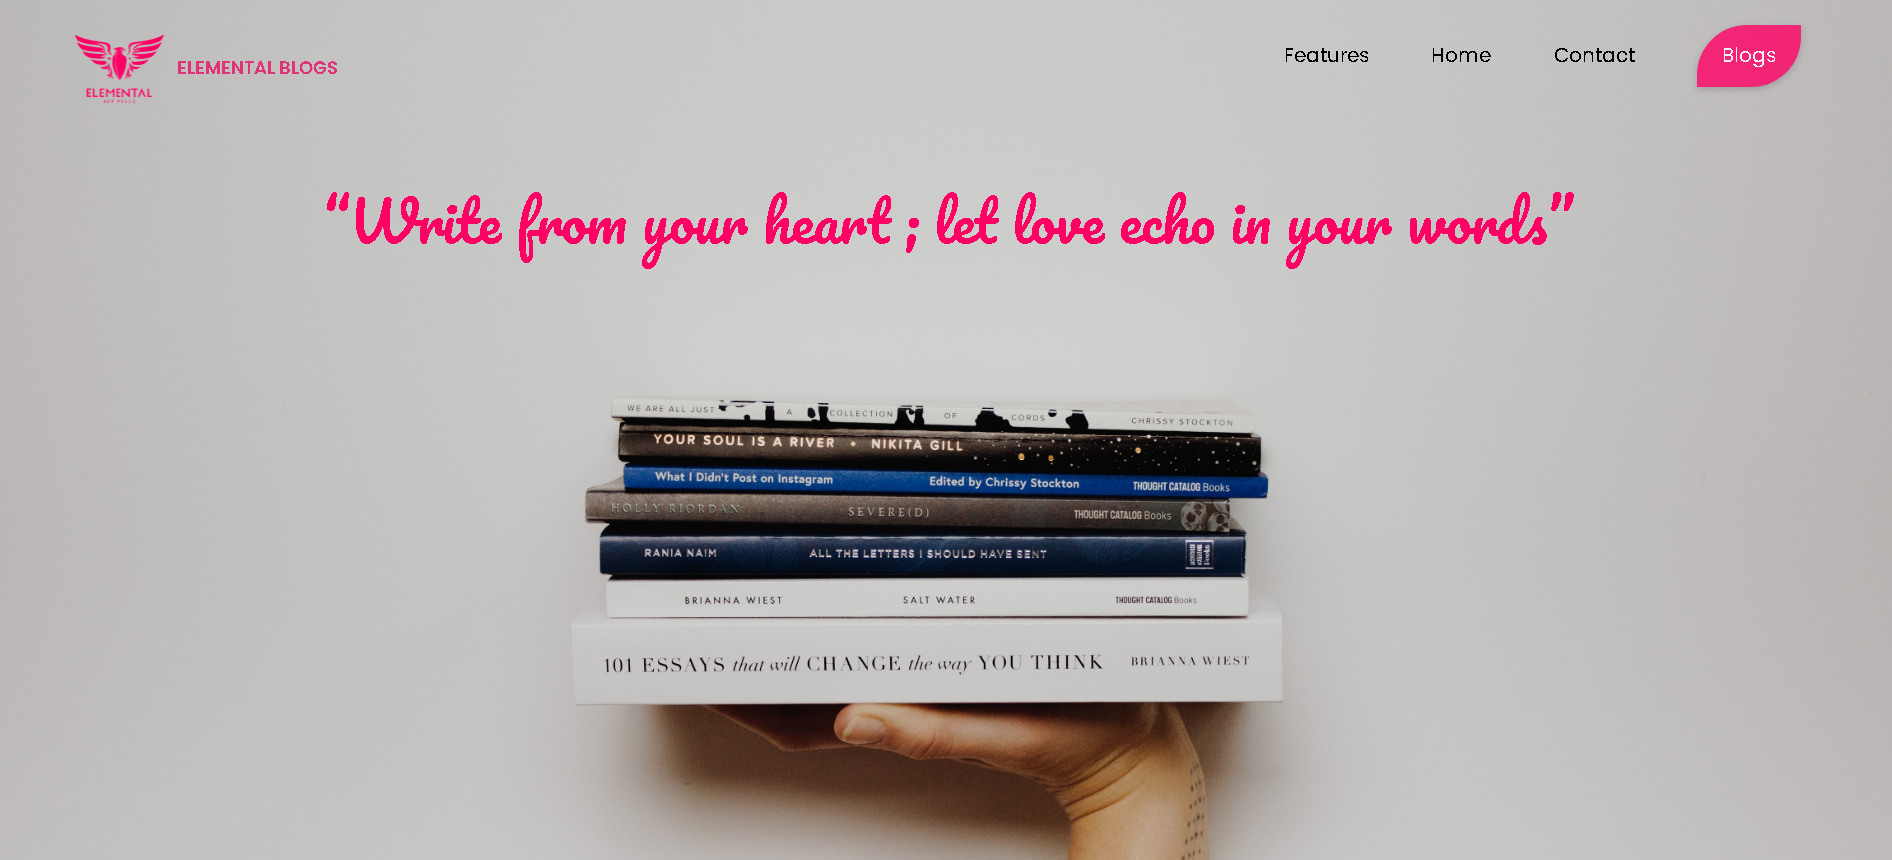 ELEMENTAL
ELEMENTAL BLOGS
Features Home Contact Blogs
“Write from your heart ; let love echo in your words”
WE ARE ALL JUST A COLLECTION OF CORDS CHRISSY STOCKTON
YOUR SOUL IS A RIVER • NIKITA GILL
What I Didn't Post on Instagram Edited by Chrissy Stockton THOUGHT CATALOG Books
HOLLY RIORDAN SEVERE(D) THOUGHT CATALOG Books
RANIA NAIM ALL THE LETTERS I SHOULD HAVE SENT
BRIANNA WIEST SALT WATER THOUGHT CATALOG Books
101 ESSAYS that will CHANGE the way YOU THINK BRIANNA WIEST